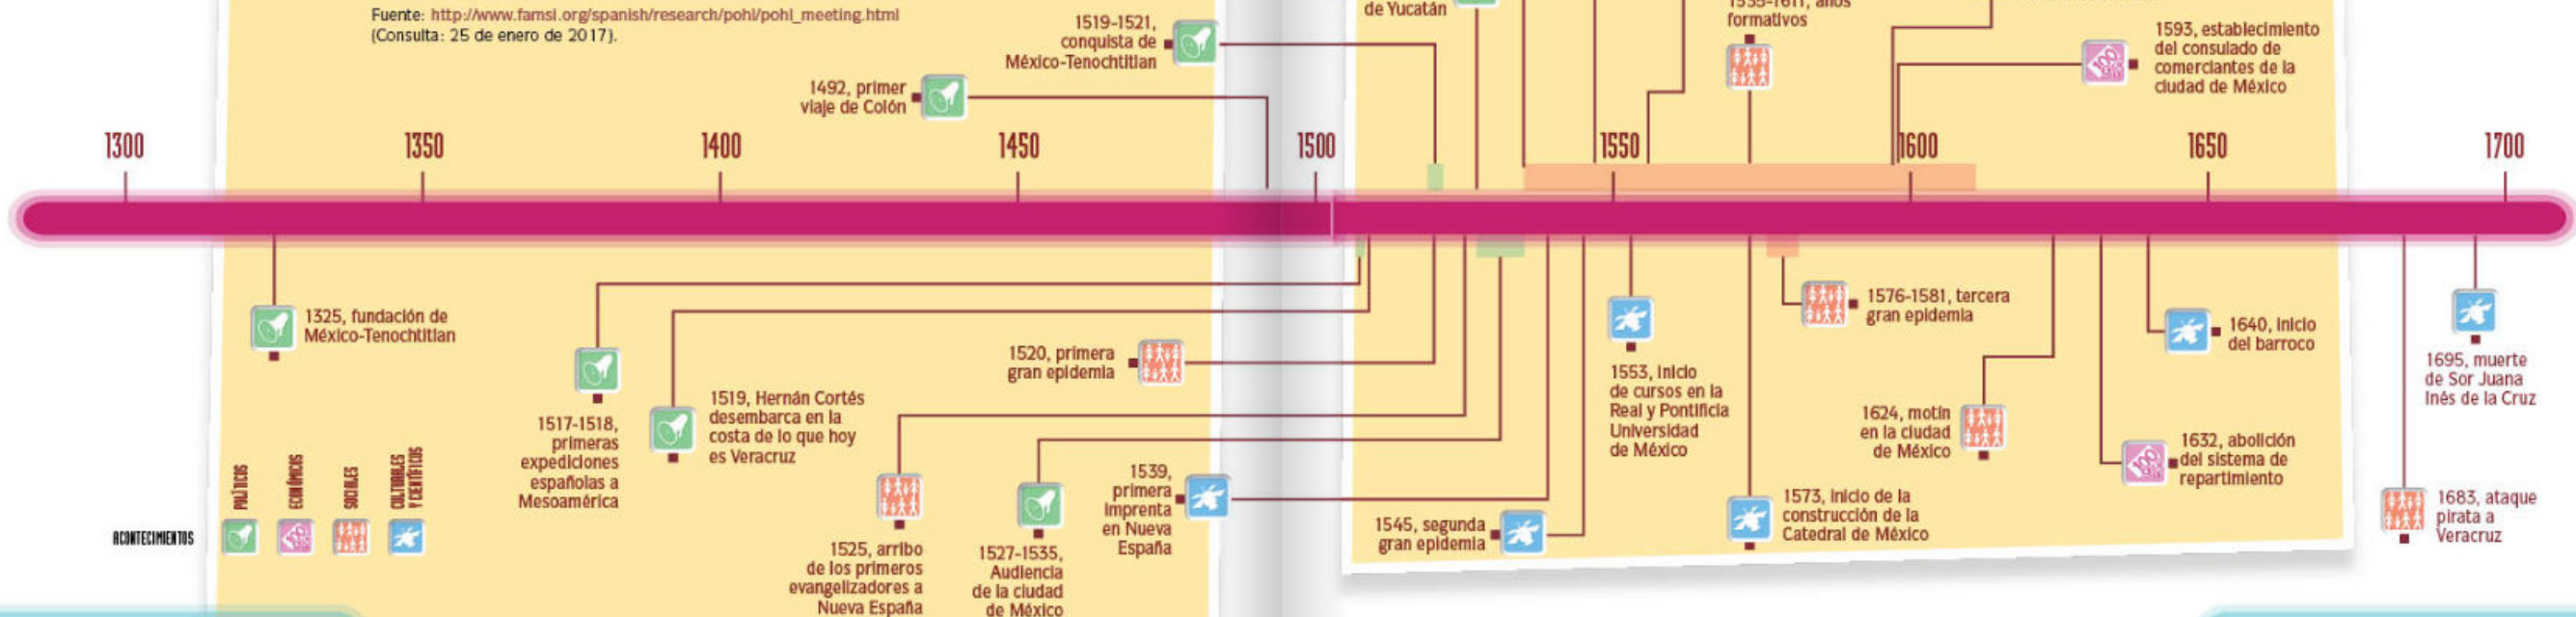 Fuente: http://www.famsi.org/spanish/research/pohl/pohl_meeting.html
(Consulta: 25 de enero de 2017).
1519-1521,
conquista de
México-Tenochtitlan
1492, primer
viaje de Colón
de Yucatán
1535-1611, años
formativos
1593, establecimiento
del consulado de
comerciantes de la
ciudad de México
1300
1350
1400
1450
1500
1550
1600
1650
1700
1325, fundación de
México-Tenochtitlan
1517-1518,
primeras
expediciones
españolas a
Mesoamérica
1519, Hernán Cortés
desembarca en la
costa de lo que hoy
es Veracruz
1520, primera
gran epidemia
1525, arribo
de los primeros
evangelizadores a
Nueva España
1527-1535,
Audiencia
de la ciudad
de México
1539,
primera
imprenta
en Nueva
España
1545, segunda
gran epidemia
1553, inicio
de cursos en la
Real y Pontificia
Universidad
de México
1573, inicio de la
construcción de la
Catedral de México
1576-1581, tercera
gran epidemia
1624, motín
en la ciudad
de México
1632, abolición
del sistema de
repartimiento
1640, inicio
del barroco
1683, ataque
pirata a
Veracruz
1695, muerte
de Sor Juana
Inés de la Cruz
ACONTECIMIENTOS
POLÍTICOS
ECONÓMICOS
SOCIALES
CULTURALES
Y CIENTÍFICOS